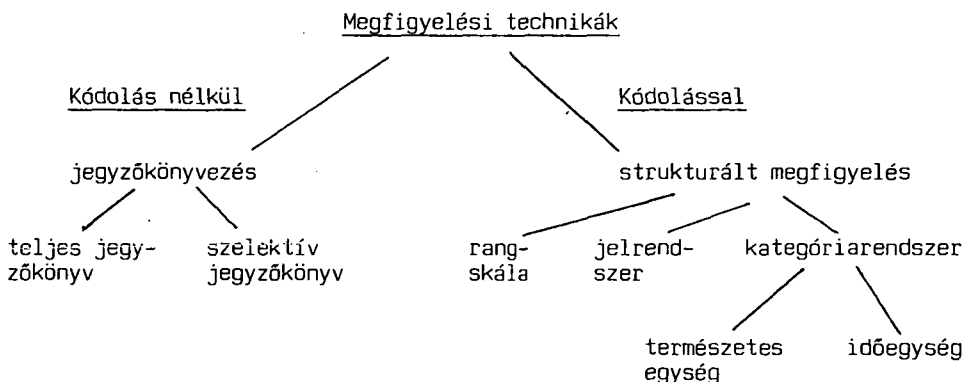 Megfigyelési technikák
Kódolás nélkül
Kódolással
jegyzőkönyvezés
strukturált megfigyelés
teljes jegy-
zőkönyv
szelektív
jegyzőkönyv
rang-
skála
jelrend-
szer
kategóriarendszer
természetes
egység
időegység